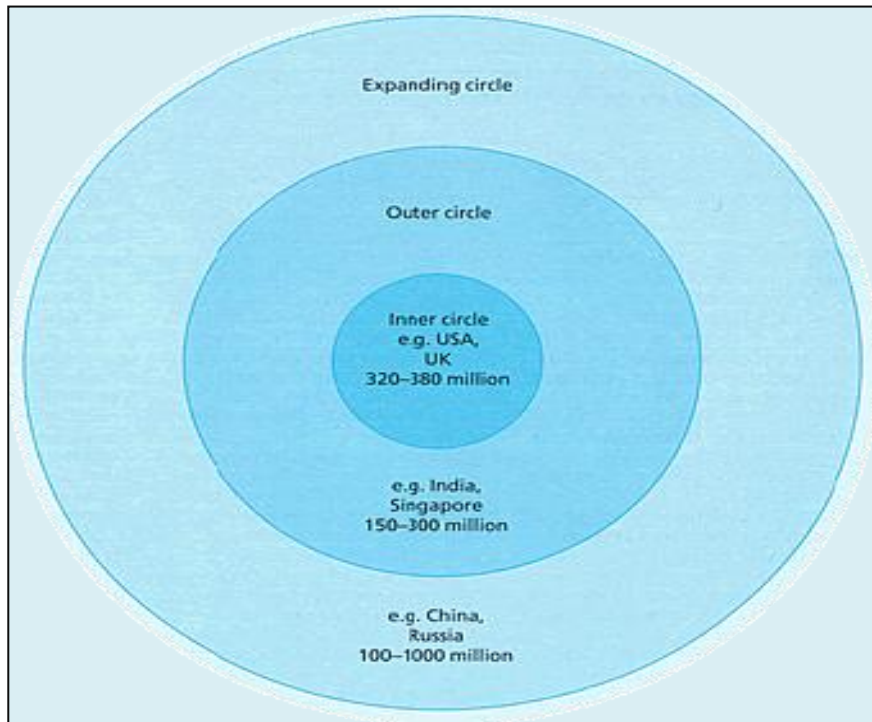 Expanding circle
Outer circle
Inner circle
e.g. USA,
UK
320–380 million
e.g. India,
Singapore
150–300 million
e.g. China,
Russia
100–1000 million